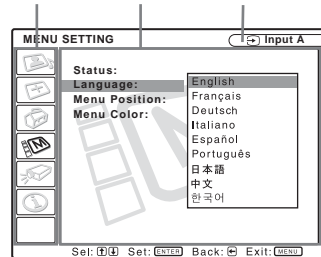 MENU SETTING
Input A
Status:
Language:
Menu Position:
Menu Color:
English
Français
Deutsch
Italiano
Español
Português
日本語
中文
한국어
Sel: Set: ENTER Back: Exit: MENU